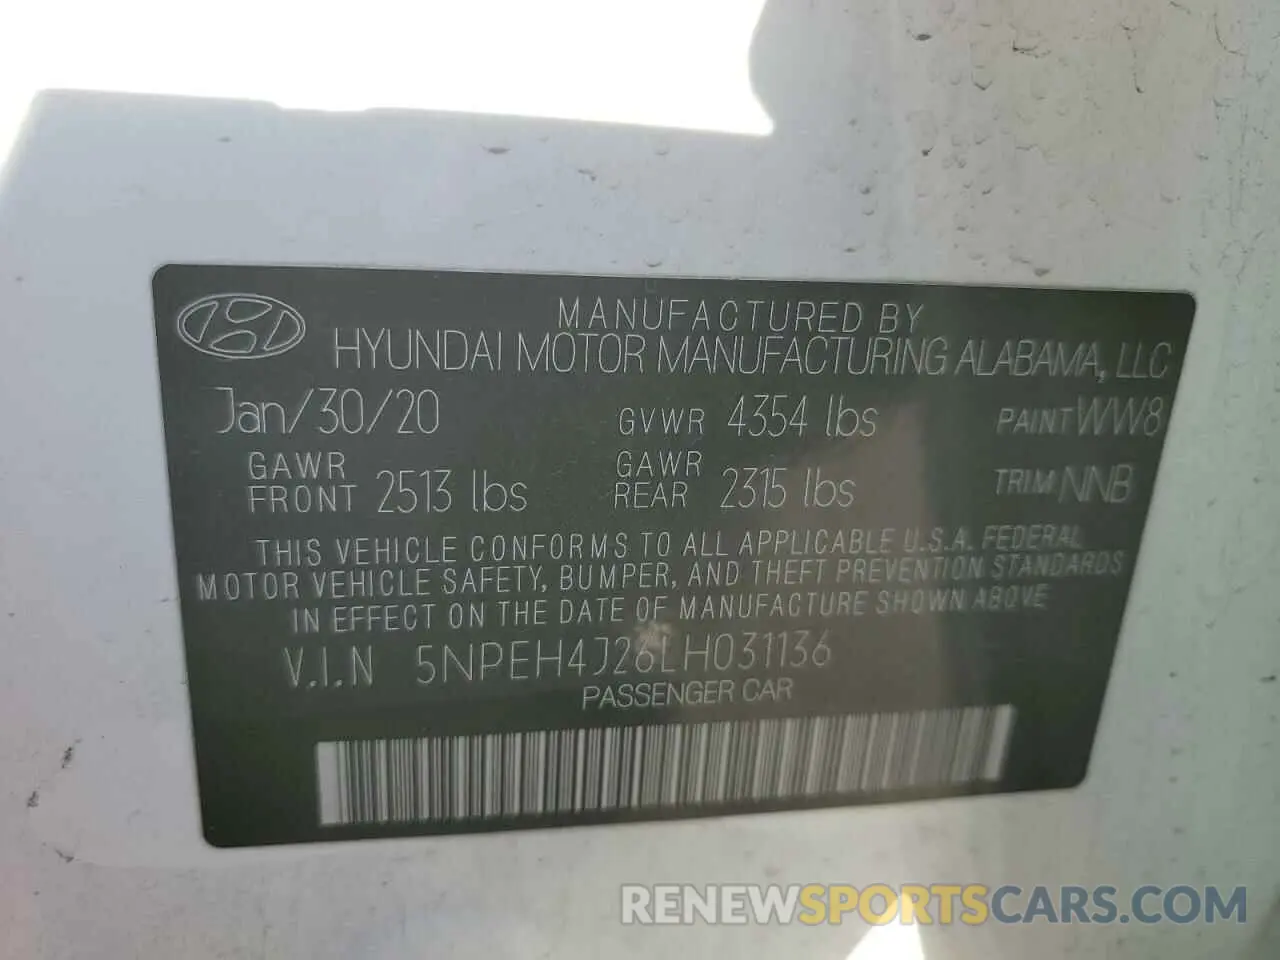 MANUFACTURED BY
HYUNDAI MOTOR MANUFACTURING ALABAMA, LLC
Jan/30/20 GVWR 4354 lbs PAINT WW8
GAWR FRONT 2513 lbs GAWR REAR 2315 lbs TRIM NNB
THIS VEHICLE CONFORMS TO ALL APPLICABLE U.S.A. FEDERAL
MOTOR VEHICLE SAFETY, BUMPER, AND THEFT PREVENTION STANDARDS
IN EFFECT ON THE DATE OF MANUFACTURE SHOWN ABOVE
V.I.N 5NPEH4J26LH031136
PASSENGER CAR
RENEWSPORTSCARS.COM